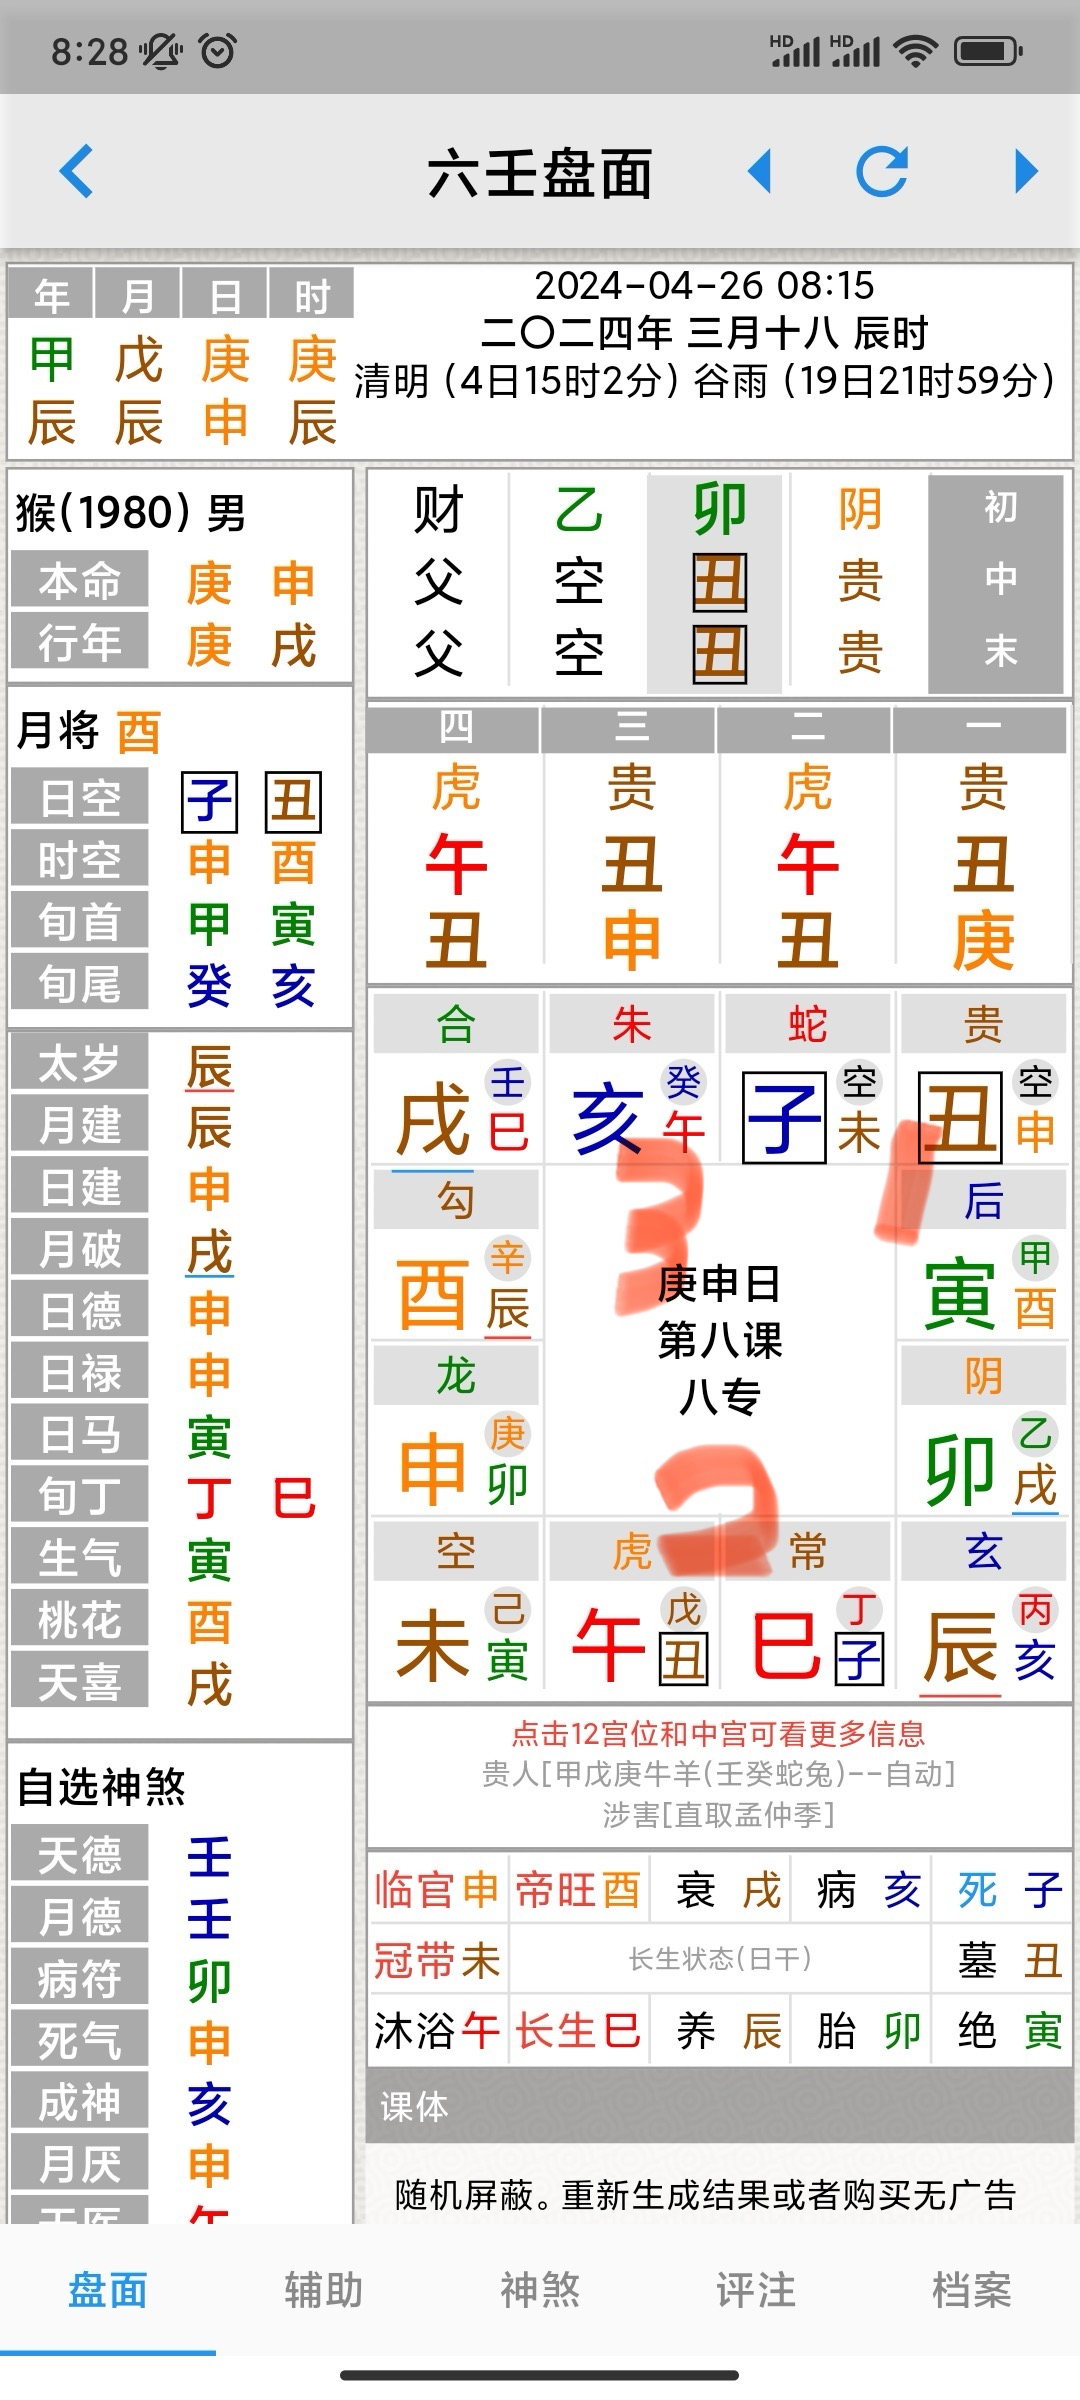 8:28 HD HD
六壬盘面
年 月 日 时
甲 戊 庚 庚
辰 辰 申 辰
2024-04-26 08:15
二〇二四年 三月十八 辰时
清明 (4日15时2分) 谷雨 (19日21时59分)
猴(1980) 男
本命 庚 申
行年 庚 戌
月将 酉
日空 子 丑
时空 申 酉
旬首 甲 寅
旬尾 癸 亥
太岁 辰
月建 辰
日建 申
月破 戌
日德 申
日禄 申
日马 寅
旬丁 丁 巳
生气 寅
桃花 酉
天喜 戌
自选神煞
天德 壬
月德 壬
病符 卯
死气 申
成神 亥
月厌 申
天医 午
财 乙 卯 阴 初
父 空 丑 贵 中
父 空 丑 贵 末
四 三 二 一
虎 贵 虎 贵
午 丑 午 丑
丑 申 丑 庚
合 朱 蛇 贵
戌 壬 巳 亥 癸 午 子 空 未 丑 空 申
勾 后
酉 辛 辰 寅 甲 酉
龙 阴
申 庚 卯 卯 乙 戌
3 1
庚申日
第八课
八专
2
空 虎 常 玄
未 己 寅 午 戊 丑 巳 丁 子 辰 丙 亥
点击12宫位和中宫可看更多信息
贵人[甲戊庚牛羊(壬癸蛇兔)--自动]
涉害[直取孟仲季]
临官 申 帝旺 酉 衰 戌 病 亥 死 子
冠带 未 长生状态(日干) 墓 丑
沐浴 午 长生 巳 养 辰 胎 卯 绝 寅
课体
随机屏蔽。重新生成结果或者购买无广告
盘面 辅助 神煞 评注 档案